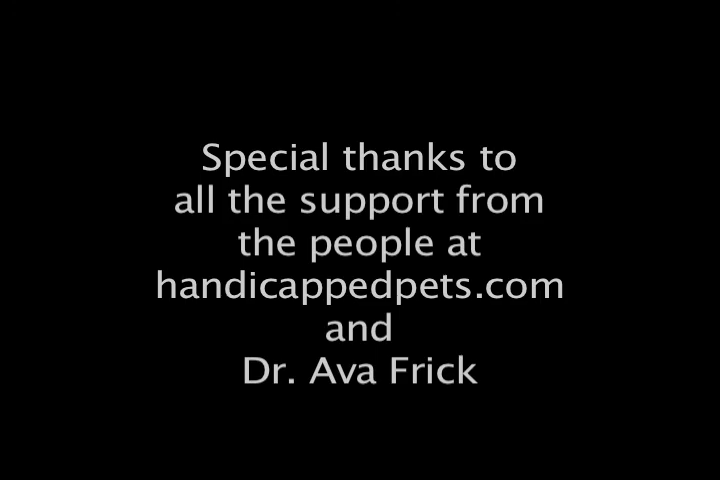 Special thanks to
all the support from
the people at
handicappedpets.com
and
Dr. Ava Frick